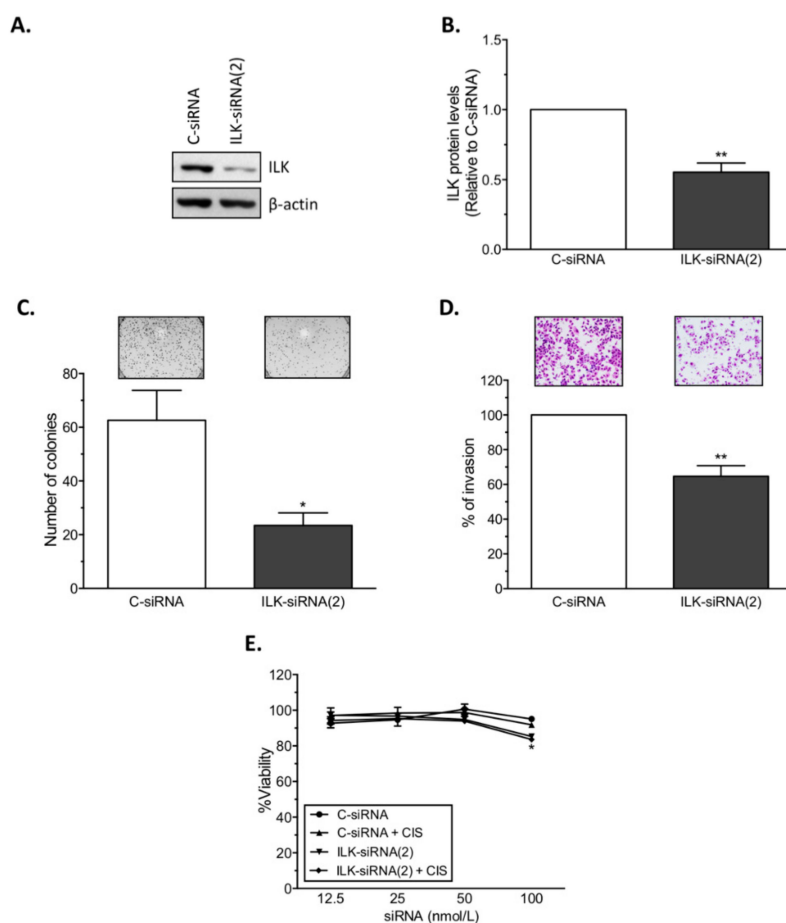 A.
C-siRNA
ILK-siRNA(2)
ILK
β-actin
B.
ILK protein levels
(Relative to C-siRNA)
1.5
1.0
0.5
0.0
**
C-siRNA
ILK-siRNA(2)
C.
Number of colonies
80
60
40
20
0
*
C-siRNA
ILK-siRNA(2)
D.
% of invasion
120
100
80
60
40
20
0
**
C-siRNA
ILK-siRNA(2)
E.
%Viability
120
100
80
60
40
20
0
*
C-siRNA
C-siRNA + CIS
ILK-siRNA(2)
ILK-siRNA(2) + CIS
12.5
25
50
100
siRNA (nmol/L)